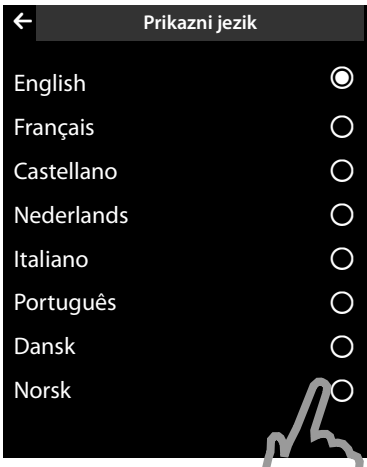 Prikazni jezik
English
Français
Castellano
Nederlands
Italiano
Português
Dansk
Norsk